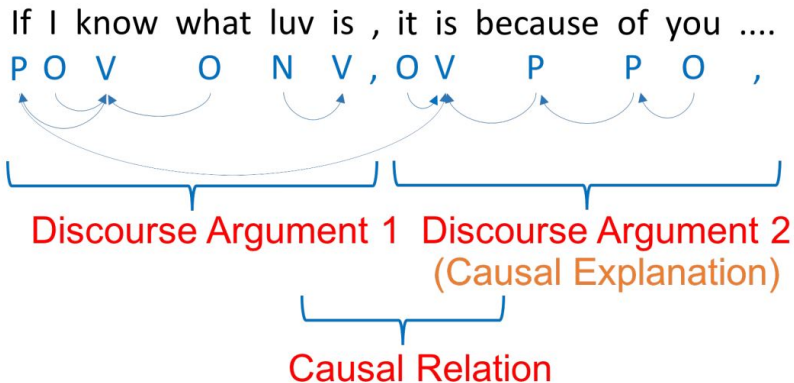 If I know what luv is , it is because of you ....
P O V O N V , O V P P O ,
Discourse Argument 1 Discourse Argument 2
(Causal Explanation)
Causal Relation